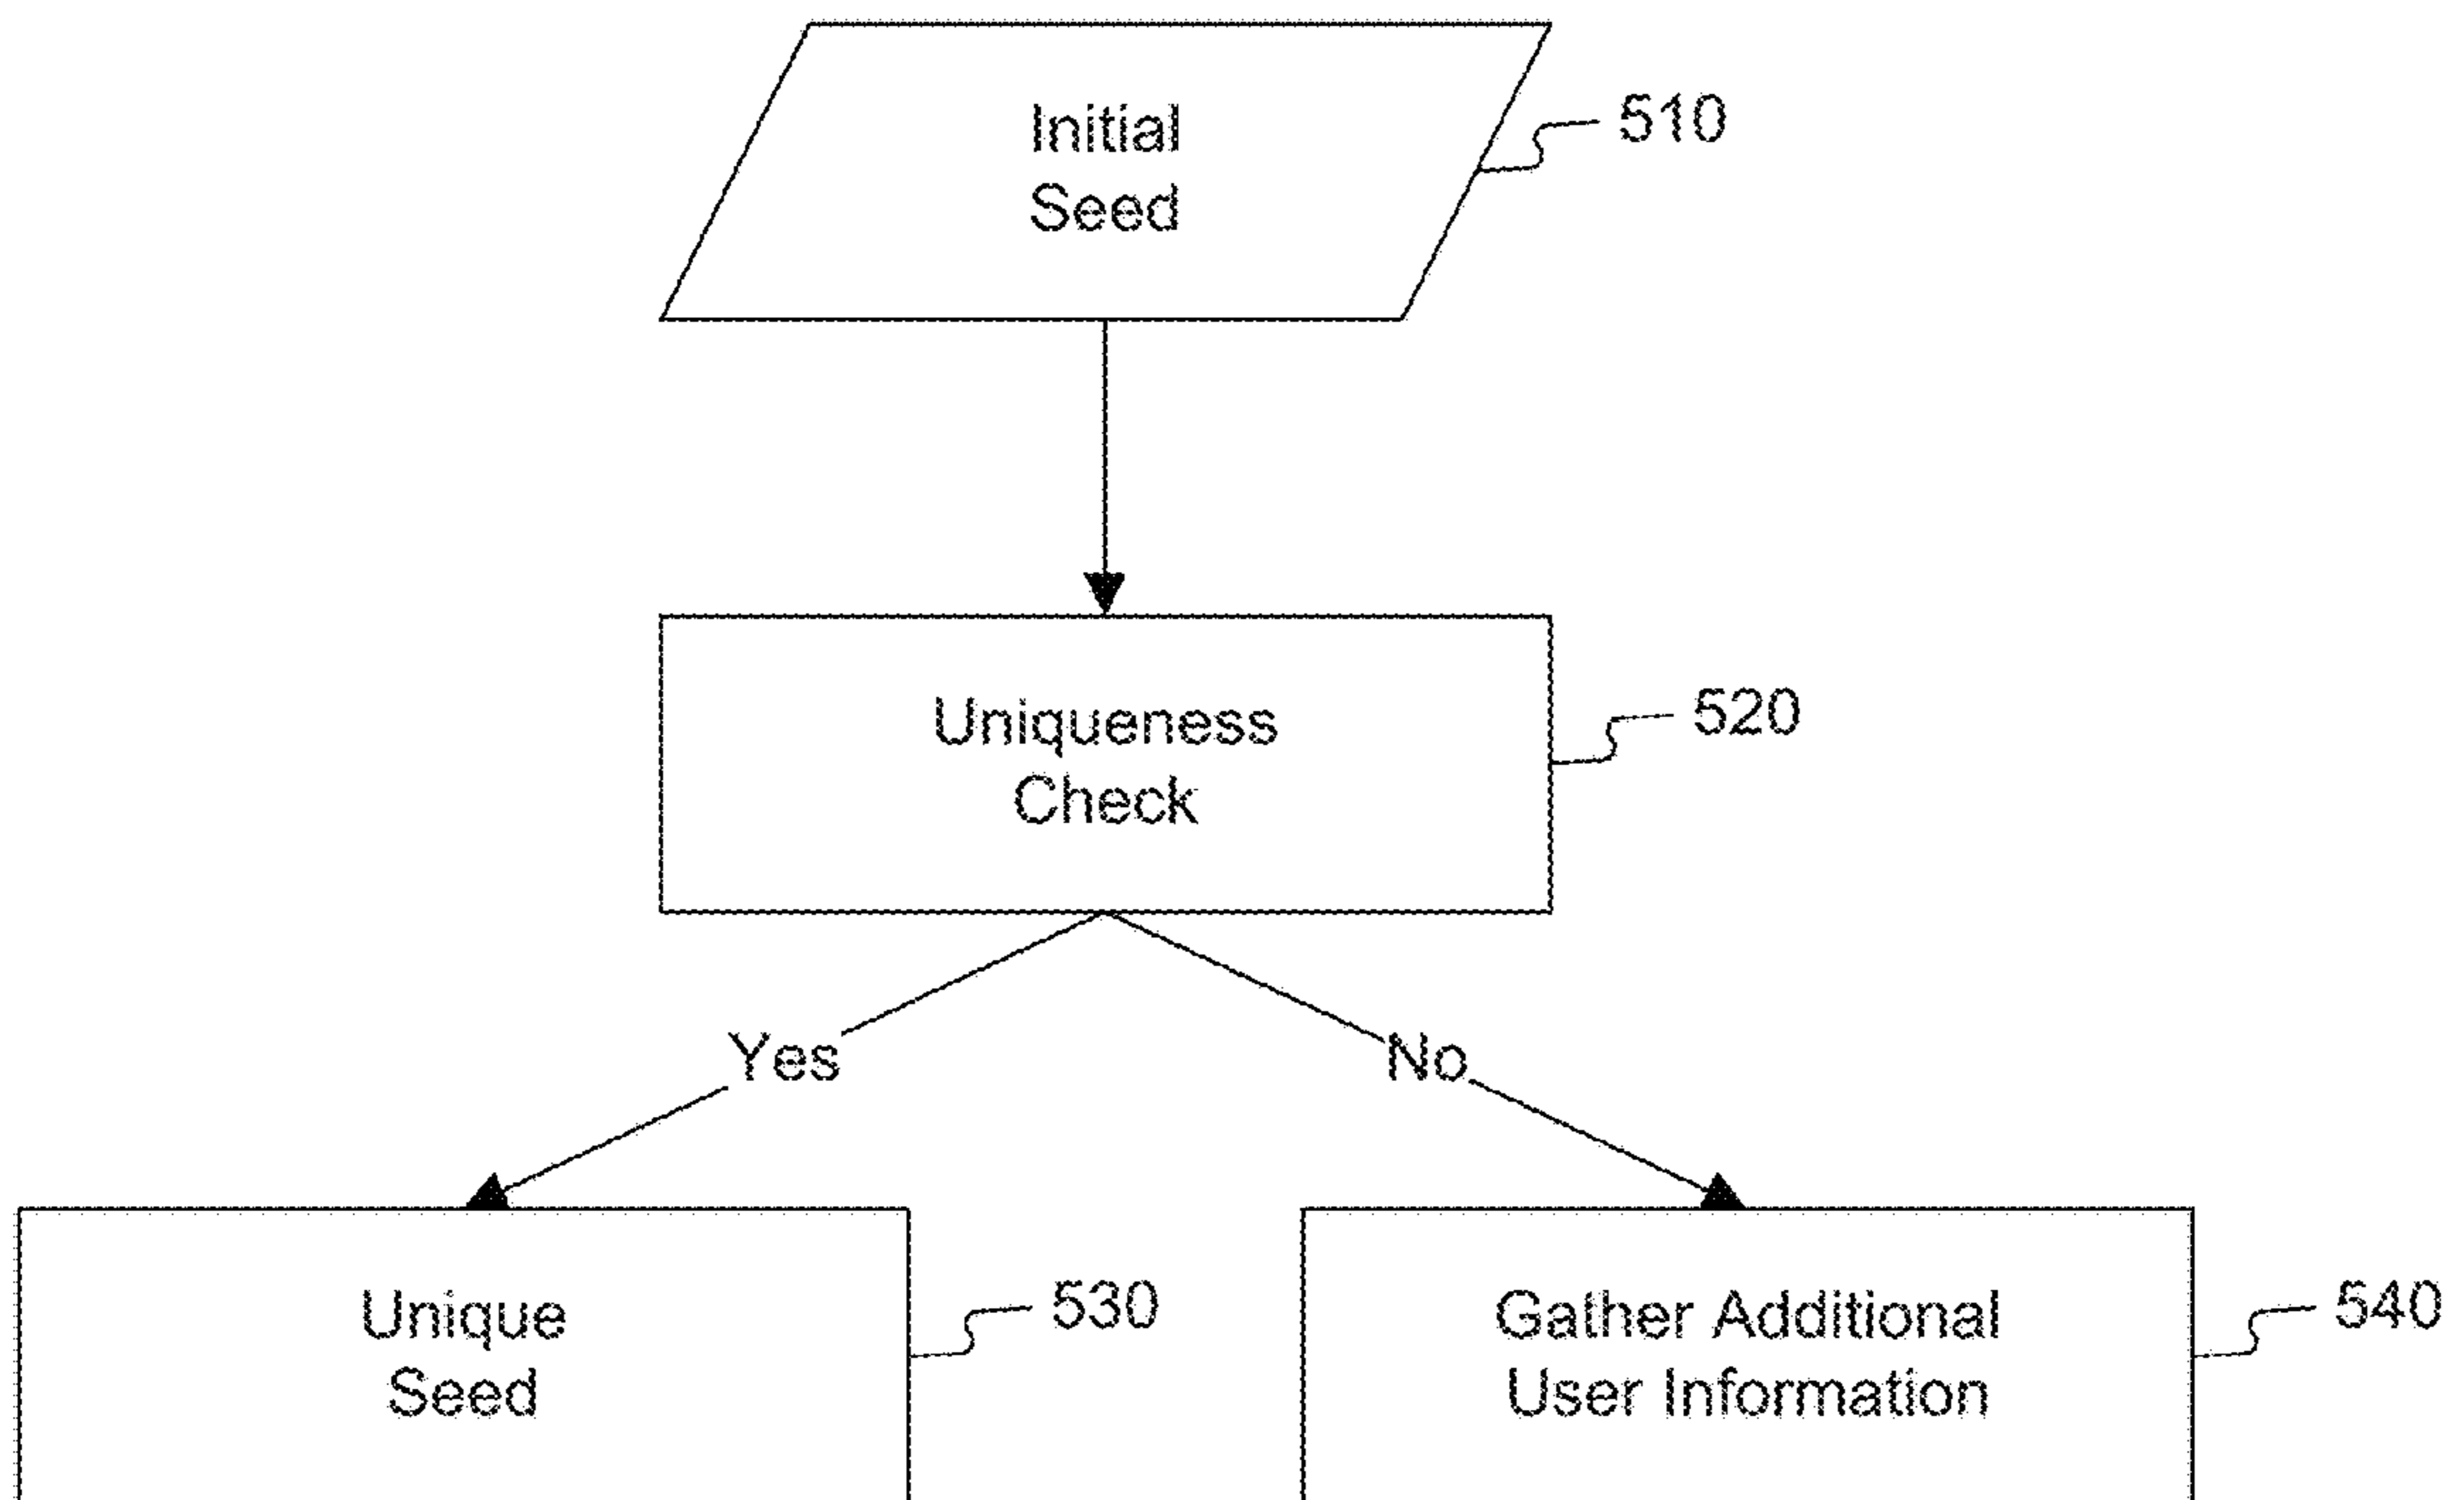 Initial
Seed
510
Uniqueness
Check
520
Yes
No
Unique
Seed
530
Gather Additional
User Information
540